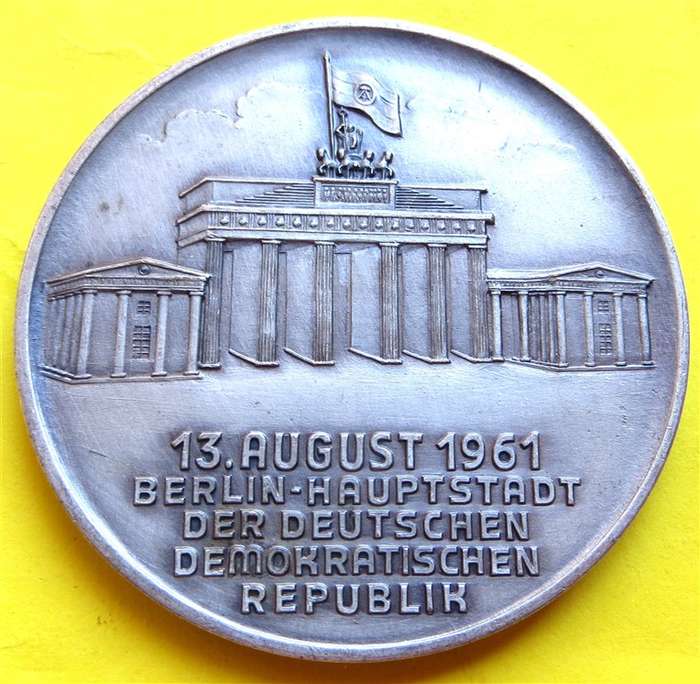 13. AUGUST 1961
BERLIN-HAUPTSTADT
DER DEUTSCHEN
DEMOKRATISCHEN
REPUBLIK